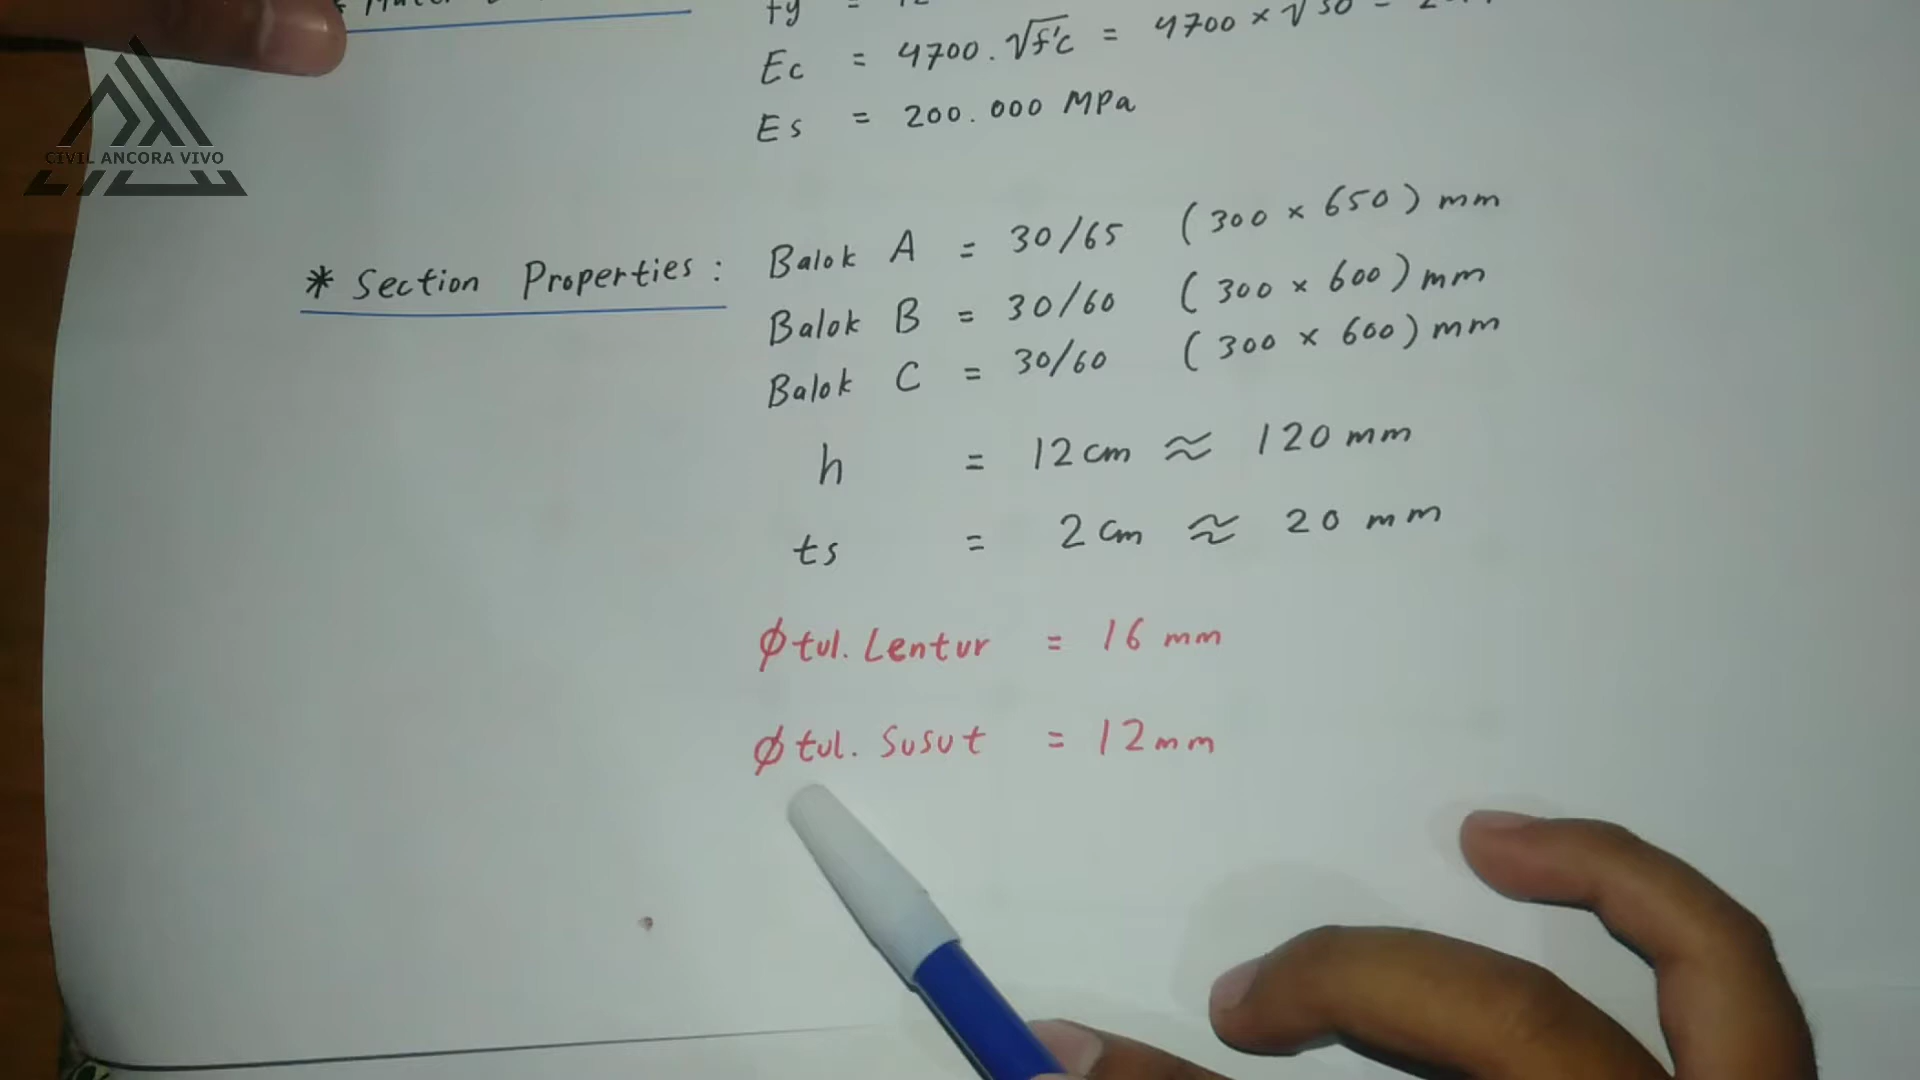 fy =
Ec = 4700 . √f'c = 4700 × √30 =
Es = 200.000 MPa
CIVIL ANCORA VIVO
* Section Properties : Balok A = 30/65 ( 300 × 650 ) mm
Balok B = 30/60 ( 300 × 600 ) mm
Balok C = 30/60 ( 300 × 600 ) mm
h = 12 cm ≈ 120 mm
ts = 2 cm ≈ 20 mm
Φ tul. Lentur = 16 mm
Φ tul. Susut = 12 mm